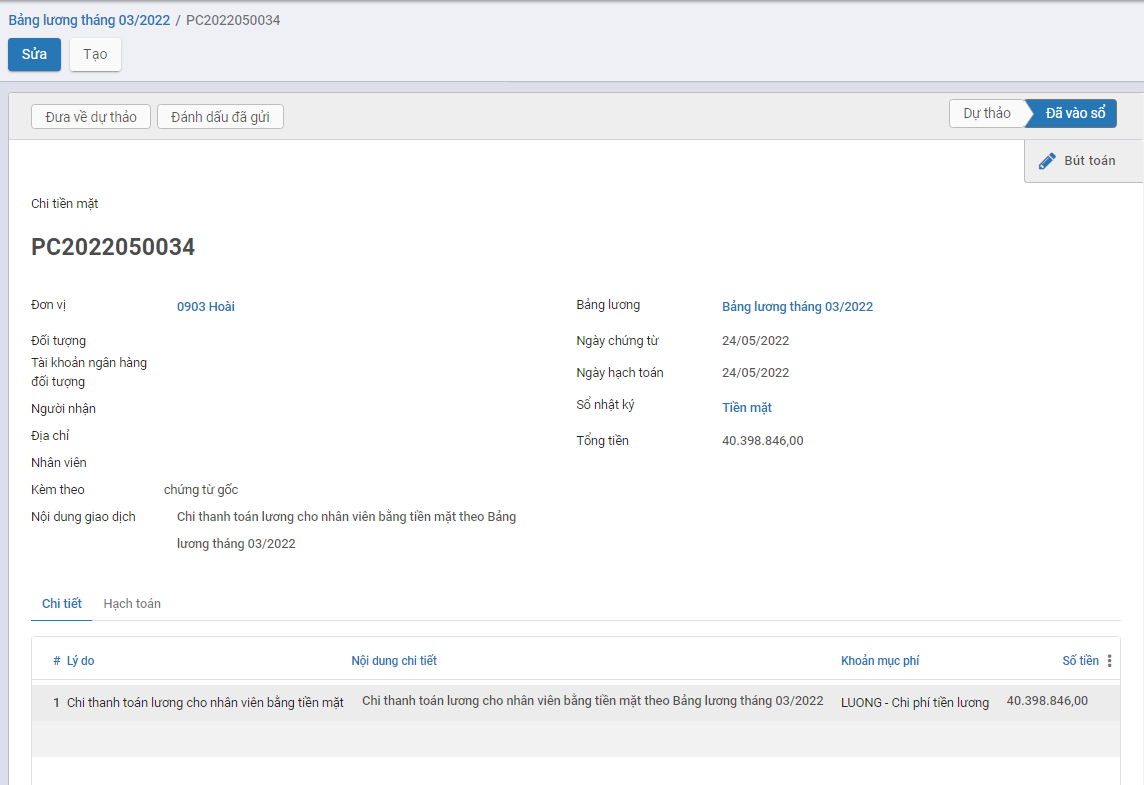 Bảng lương tháng 03/2022 / PC2022050034
Sửa Tạo
Đưa về dự thảo Đánh dấu đã gửi Dự thảo Đã vào sổ
Bút toán
Chi tiền mặt
PC2022050034
Đơn vị 0903 Hoài Bảng lương Bảng lương tháng 03/2022
Đối tượng Ngày chứng từ 24/05/2022
Tài khoản ngân hàng
đối tượng Ngày hạch toán 24/05/2022
Người nhận Sổ nhật ký Tiền mặt
Địa chỉ Tổng tiền 40.398.846,00
Nhân viên
Kèm theo chứng từ gốc
Nội dung giao dịch Chi thanh toán lương cho nhân viên bằng tiền mặt theo Bảng
lương tháng 03/2022
Chi tiết Hạch toán
# Lý do Nội dung chi tiết Khoản mục phí Số tiền
1 Chi thanh toán lương cho nhân viên bằng tiền mặt Chi thanh toán lương cho nhân viên bằng tiền mặt theo Bảng lương tháng 03/2022 LUONG - Chi phí tiền lương 40.398.846,00